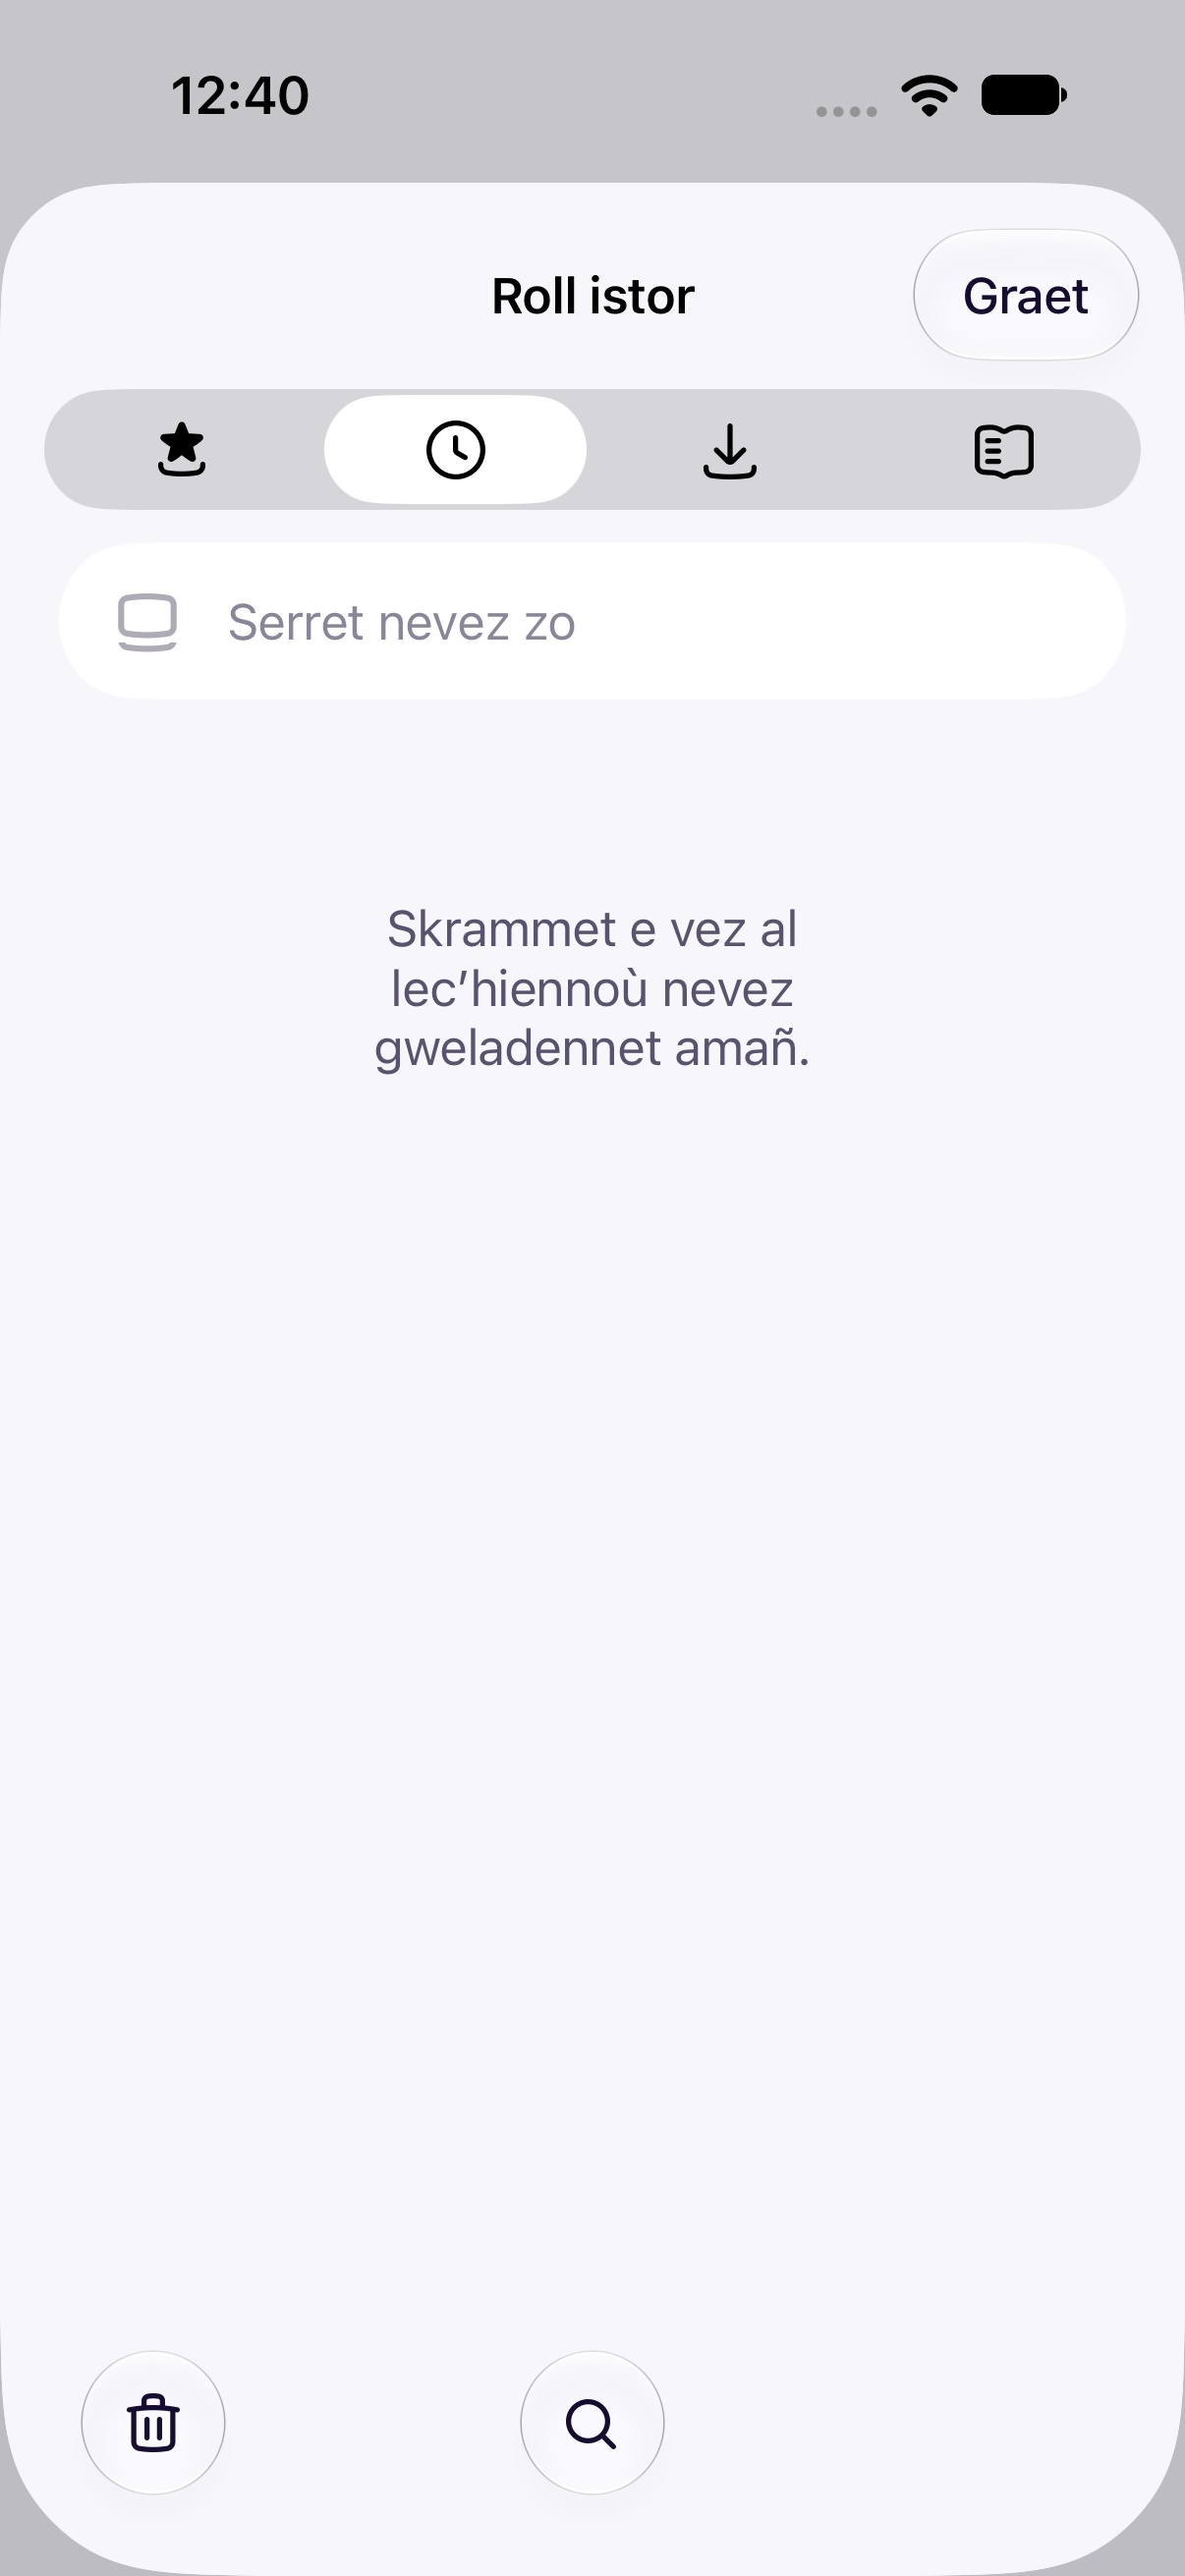 12:40
Roll istor
Graet
Serret nevez zo
Skrammet e vez al
lec’hiennoù nevez
gweladennet amañ.